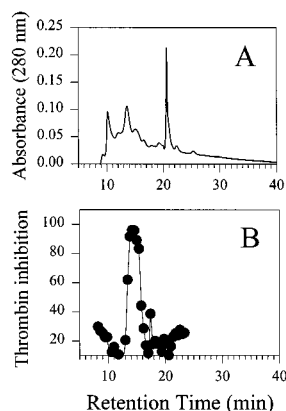 A
Absorbance (280 nm)
0.25
0.20
0.15
0.10
0.05
0.00
10 20 30 40
B
Thrombin inhibition
100
80
60
40
20
0 10 20 30 40
Retention Time (min)